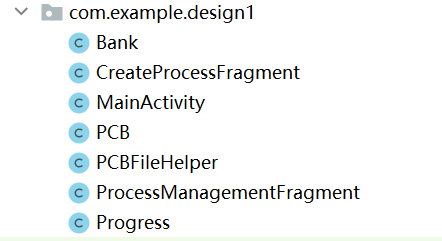 com.example.design1
C Bank
C CreateProcessFragment
C MainActivity
C PCB
C PCBFileHelper
C ProcessManagementFragment
C Progress